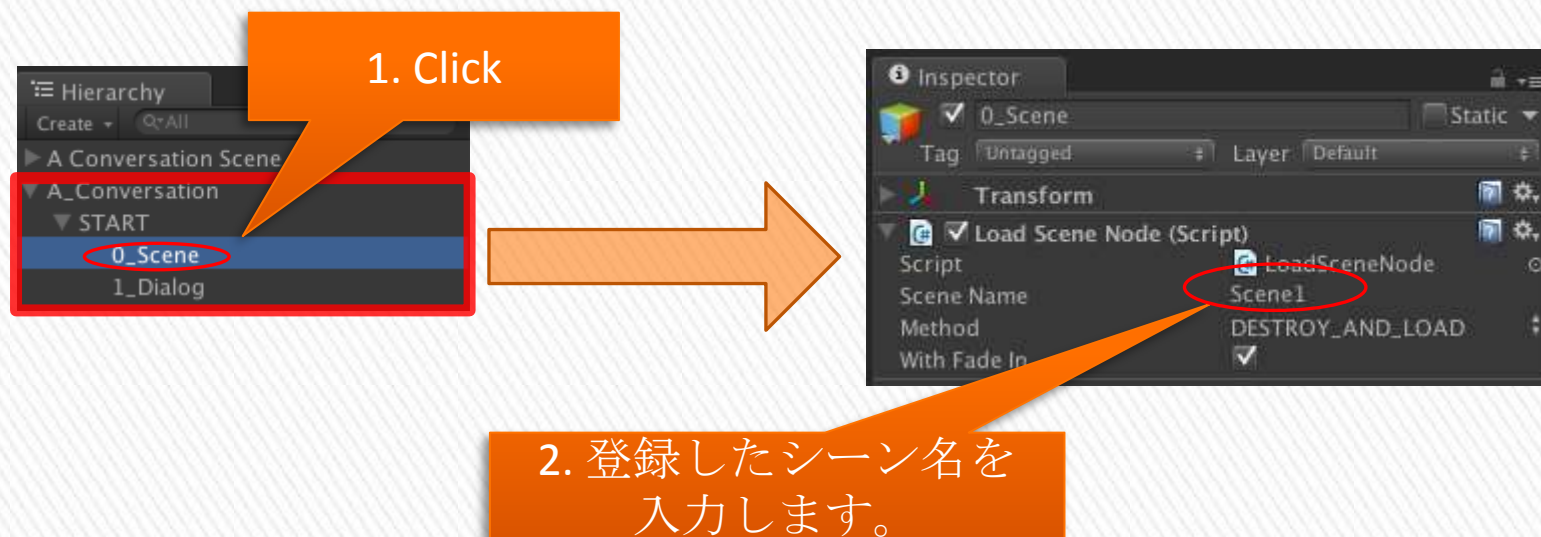 1. Click
Hierarchy
Create
All
A Conversation Scene
A_Conversation
START
0_Scene
1_Dialog
Inspector
0_Scene
Static
Tag Untagged Layer Default
Transform
Load Scene Node (Script)
Script LoadSceneNode
Scene Name Scene1
Method DESTROY_AND_LOAD
With Fade In
2. 登録したシーン名を
入力します。